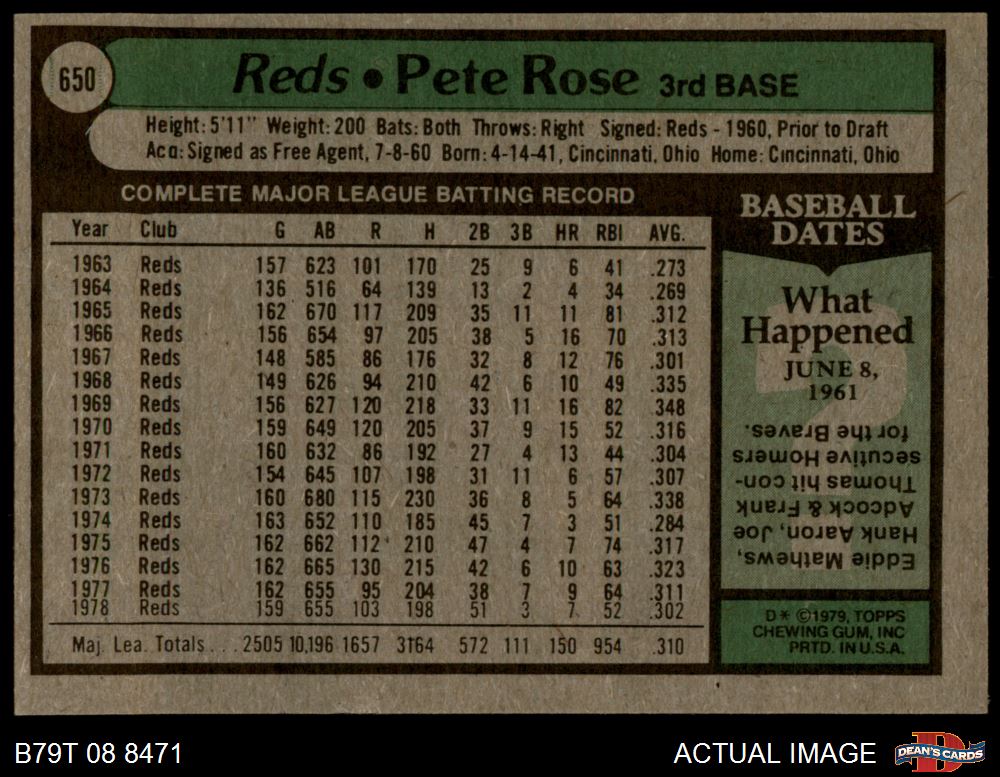 650
Reds • Pete Rose 3rd BASE
Height: 5'11" Weight: 200 Bats: Both Throws: Right Signed: Reds - 1960, Prior to Draft
Acq: Signed as Free Agent, 7-8-60 Born: 4-14-41, Cincinnati, Ohio Home: Cincinnati, Ohio
COMPLETE MAJOR LEAGUE BATTING RECORD
Year Club G AB R H 2B 3B HR RBI AVG.
1963 Reds 157 623 101 170 25 9 6 41 .273
1964 Reds 136 516 64 139 13 2 4 34 .269
1965 Reds 162 670 117 209 35 11 11 81 .312
1966 Reds 156 654 97 205 38 5 16 70 .313
1967 Reds 148 585 86 176 32 8 12 76 .301
1968 Reds 149 626 94 210 42 6 10 49 .335
1969 Reds 156 627 120 218 33 11 16 82 .348
1970 Reds 159 649 120 205 37 9 15 52 .316
1971 Reds 160 632 86 192 27 4 13 44 .304
1972 Reds 154 645 107 198 31 11 6 57 .307
1973 Reds 160 680 115 230 36 8 5 64 .338
1974 Reds 163 652 110 185 45 7 3 51 .284
1975 Reds 162 662 112 210 47 4 7 74 .317
1976 Reds 162 665 130 215 42 6 10 63 .323
1977 Reds 162 655 95 204 38 7 9 64 .311
1978 Reds 159 655 103 198 51 3 7 52 .302
Maj. Lea. Totals . . . 2505 10,196 1657 3164 572 111 150 954 .310
BASEBALL
DATES
What
Happened
JUNE 8,
1961
Eddie Mathews,
Hank Aaron, Joe
Adcock & Frank
Thomas hit con-
secutive Homers
for the Braves.
D* ©1979, TOPPS
CHEWING GUM, INC
PRTD. IN U.S.A.
B79T 08 8471
ACTUAL IMAGE
DEAN'S CARDS